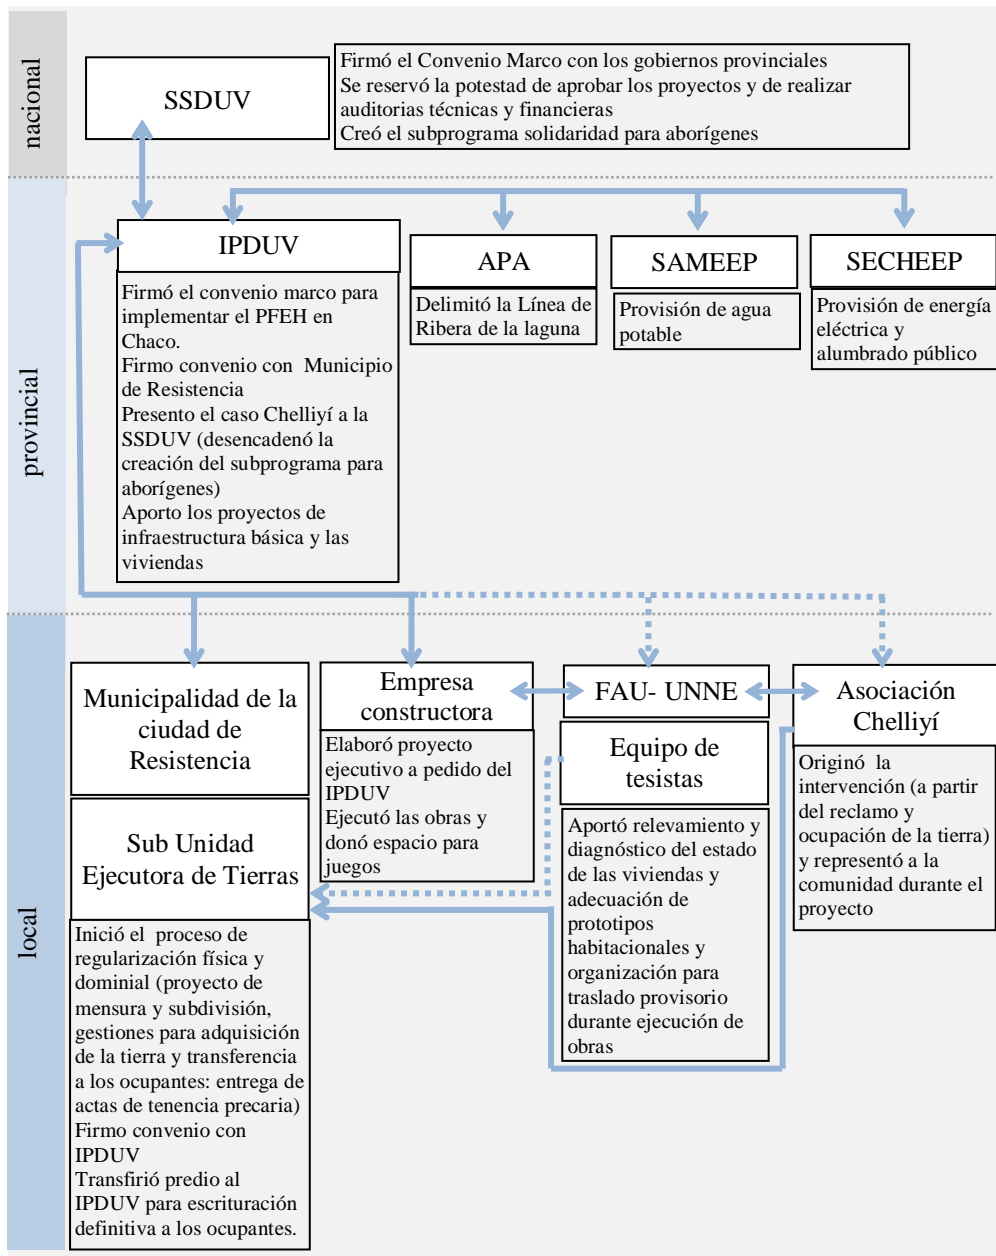 nacional
SSDUV
Firmó el Convenio Marco con los gobiernos provinciales
Se reservó la potestad de aprobar los proyectos y de realizar
auditorias técnicas y financieras
Creó el subprograma solidaridad para aborígenes
provincial
IPDUV
Firmó el convenio marco para
implementar el PFEH en
Chaco.
Firmo convenio con Municipio
de Resistencia
Presento el caso Chelliyí a la
SSDUV (desencadenó la
creación del subprograma para
aborígenes)
Aporto los proyectos de
infraestructura básica y las
viviendas
APA
Delimitó la Línea de
Ribera de la laguna
SAMEEP
Provisión de agua
potable
SECHEEP
Provisión de energía
eléctrica y
alumbrado público
local
Municipalidad de la
ciudad de
Resistencia
Sub Unidad
Ejecutora de Tierras
Inició el proceso de
regularización física y
dominial (proyecto de
mensura y subdivisión,
gestiones para adquisición
de la tierra y transferencia
a los ocupantes: entrega de
actas de tenencia precaria)
Firmo convenio con
IPDUV
Transfirió predio al
IPDUV para escrituración
definitiva a los ocupantes.
Empresa
constructora
Elaboró proyecto
ejecutivo a pedido del
IPDUV
Ejecutó las obras y
donó espacio para
juegos
FAU- UNNE
Equipo de
tesistas
Aportó relevamiento y
diagnóstico del estado
de las viviendas y
adecuación de
prototipos
habitacionales y
organización para
traslado provisorio
durante ejecución de
obras
Asociación
Chelliyí
Originó la
intervención (a partir
del reclamo y
ocupación de la tierra)
y representó a la
comunidad durante el
proyecto